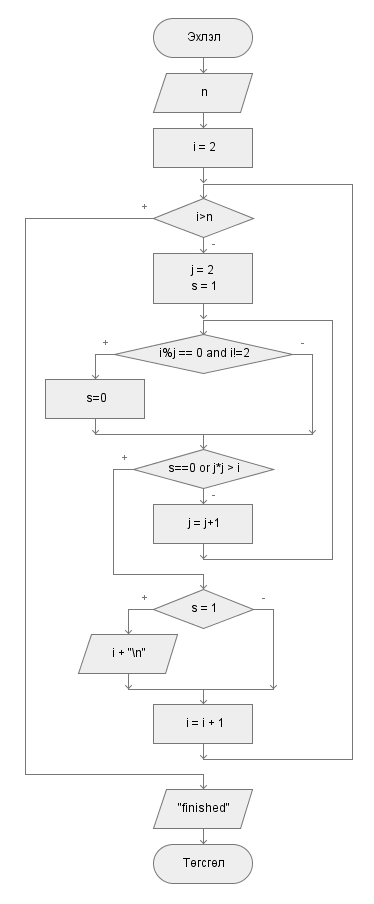 Эхлэл
n
i = 2
+
i>n
-
j = 2
s = 1
+
i%j == 0 and i!=2
-
s=0
+
s==0 or j*j > i
-
j = j+1
+
s = 1
-
i + "\n"
i = i + 1
"finished"
Төгсгөл